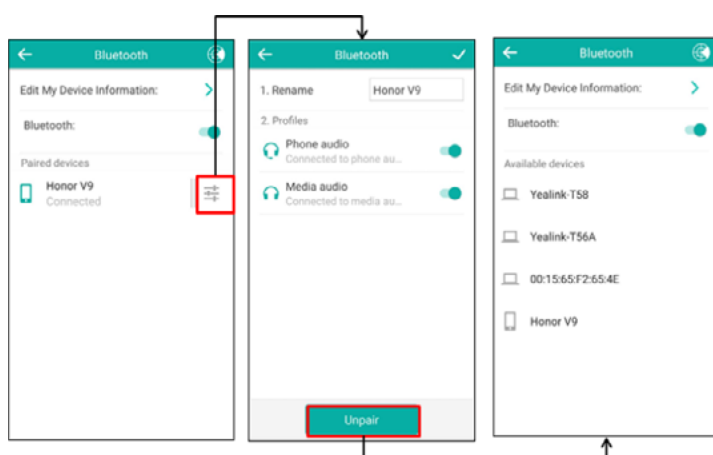 Bluetooth
Edit My Device Information:
Bluetooth:
Paired devices
Honor V9
Connected
Bluetooth
1. Rename
Honor V9
2. Profiles
Phone audio
Connected to phone au...
Media audio
Connected to media au...
Unpair
Bluetooth
Edit My Device Information:
Bluetooth:
Available devices
Yealink-T58
Yealink-T56A
00:15:65:F2:65:4E
Honor V9